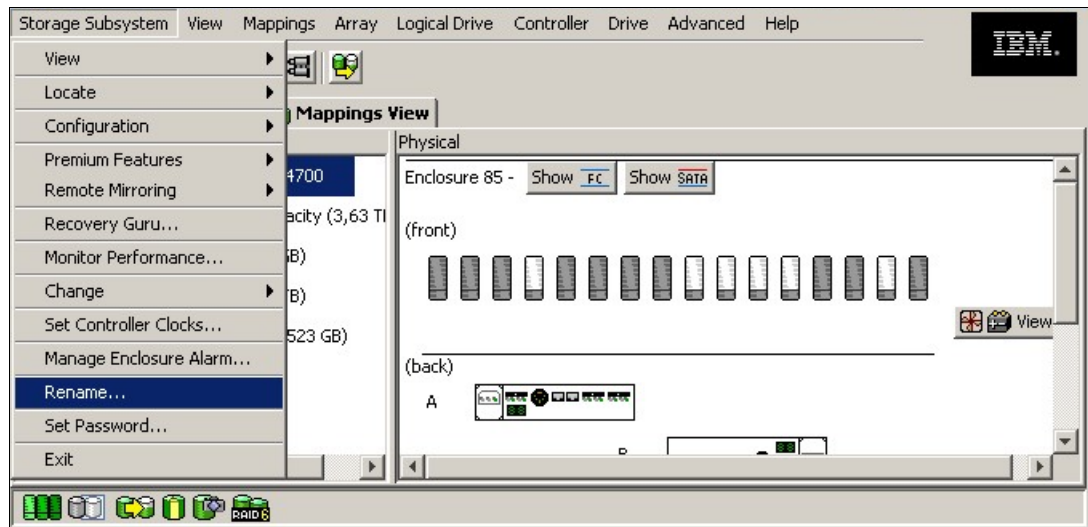 Storage Subsystem View Mappings Array Logical Drive Controller Drive Advanced Help
IBM.
View
Locate
Configuration
Premium Features
Remote Mirroring
Recovery Guru...
Monitor Performance...
Change
Set Controller Clocks...
Manage Enclosure Alarm...
Rename...
Set Password...
Exit
Mappings View
4700
(3,63
523 GB)
Physical
Enclosure 85 - Show FC Show SATA
(front)
View
(back)
A
RAID 6